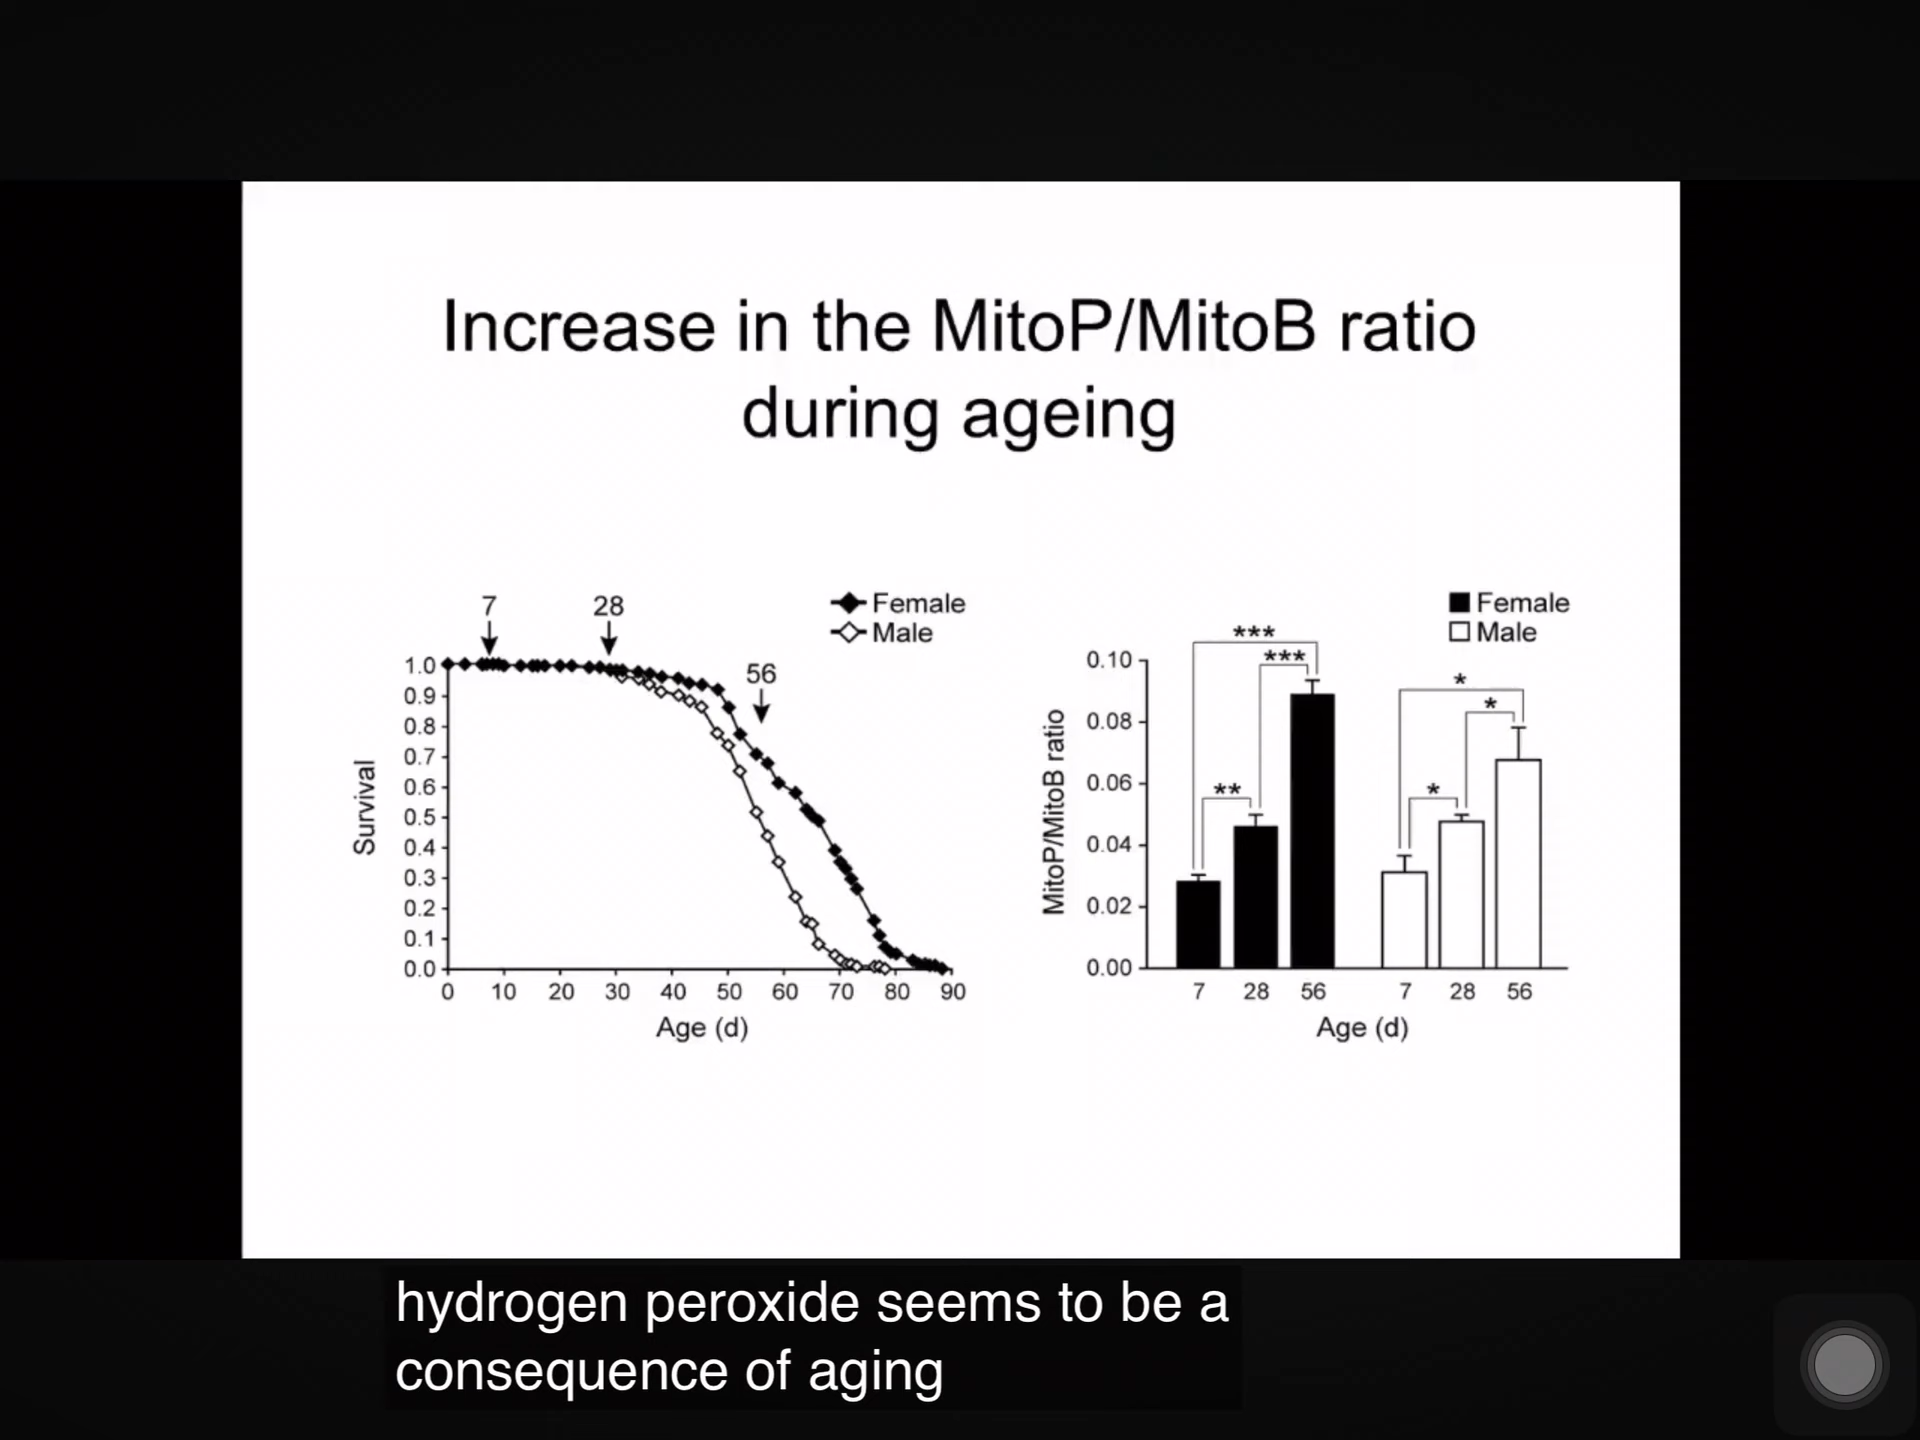 Increase in the MitoP/MitoB ratio
during ageing
7
28
56
Female
Male
1.0
0.9
0.8
0.7
0.6
0.5
0.4
0.3
0.2
0.1
0.0
Survival
0 10 20 30 40 50 60 70 80 90
Age (d)
Female
Male
***
***
**
*
*
*
0.10
0.08
0.06
0.04
0.02
0.00
MitoP/MitoB ratio
7 28 56 7 28 56
Age (d)
hydrogen peroxide seems to be a
consequence of aging